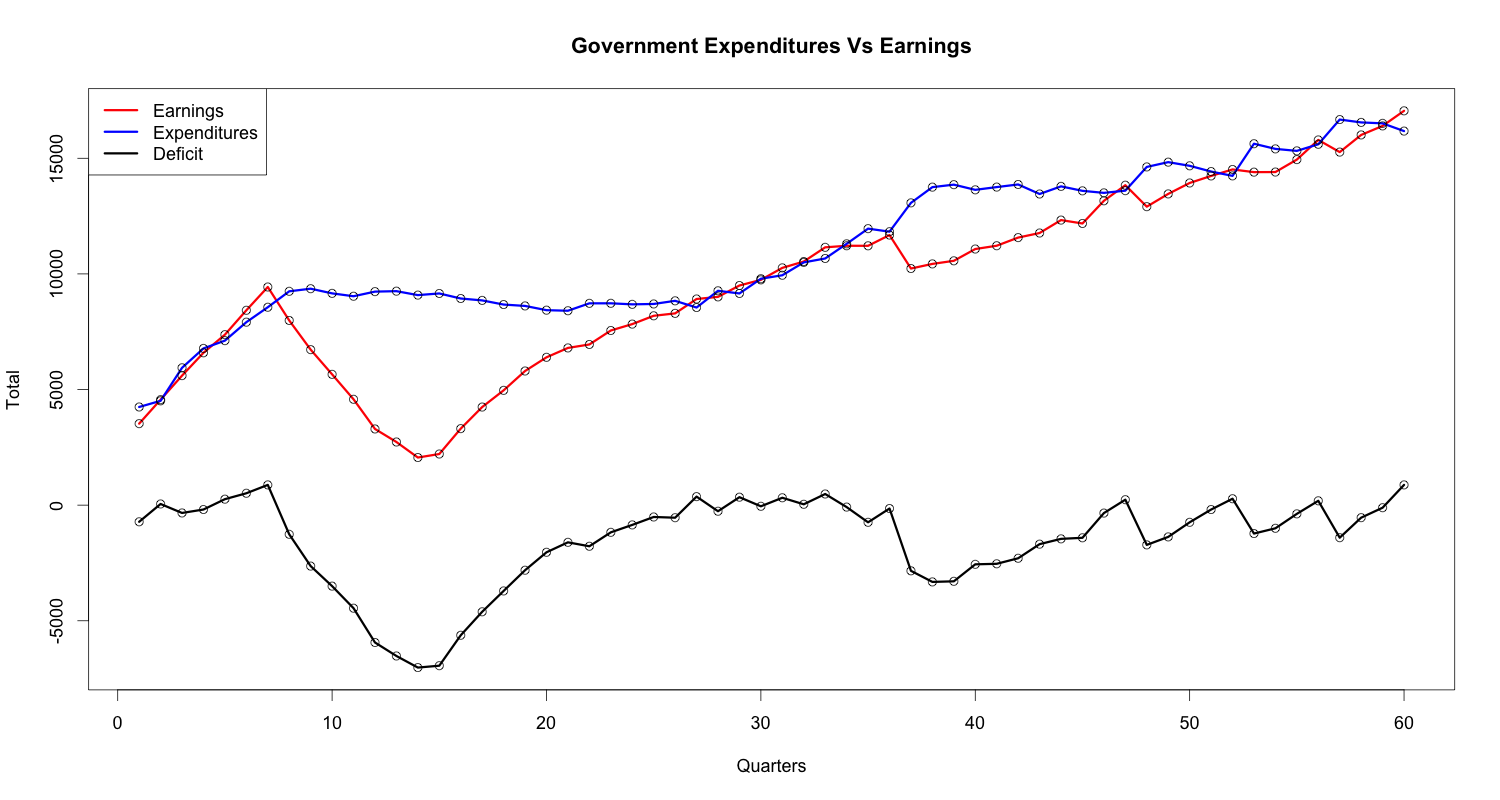 Government Expenditures Vs Earnings
Earnings
Expenditures
Deficit
15000
10000
5000
0
-5000
Total
0 10 20 30 40 50 60
Quarters